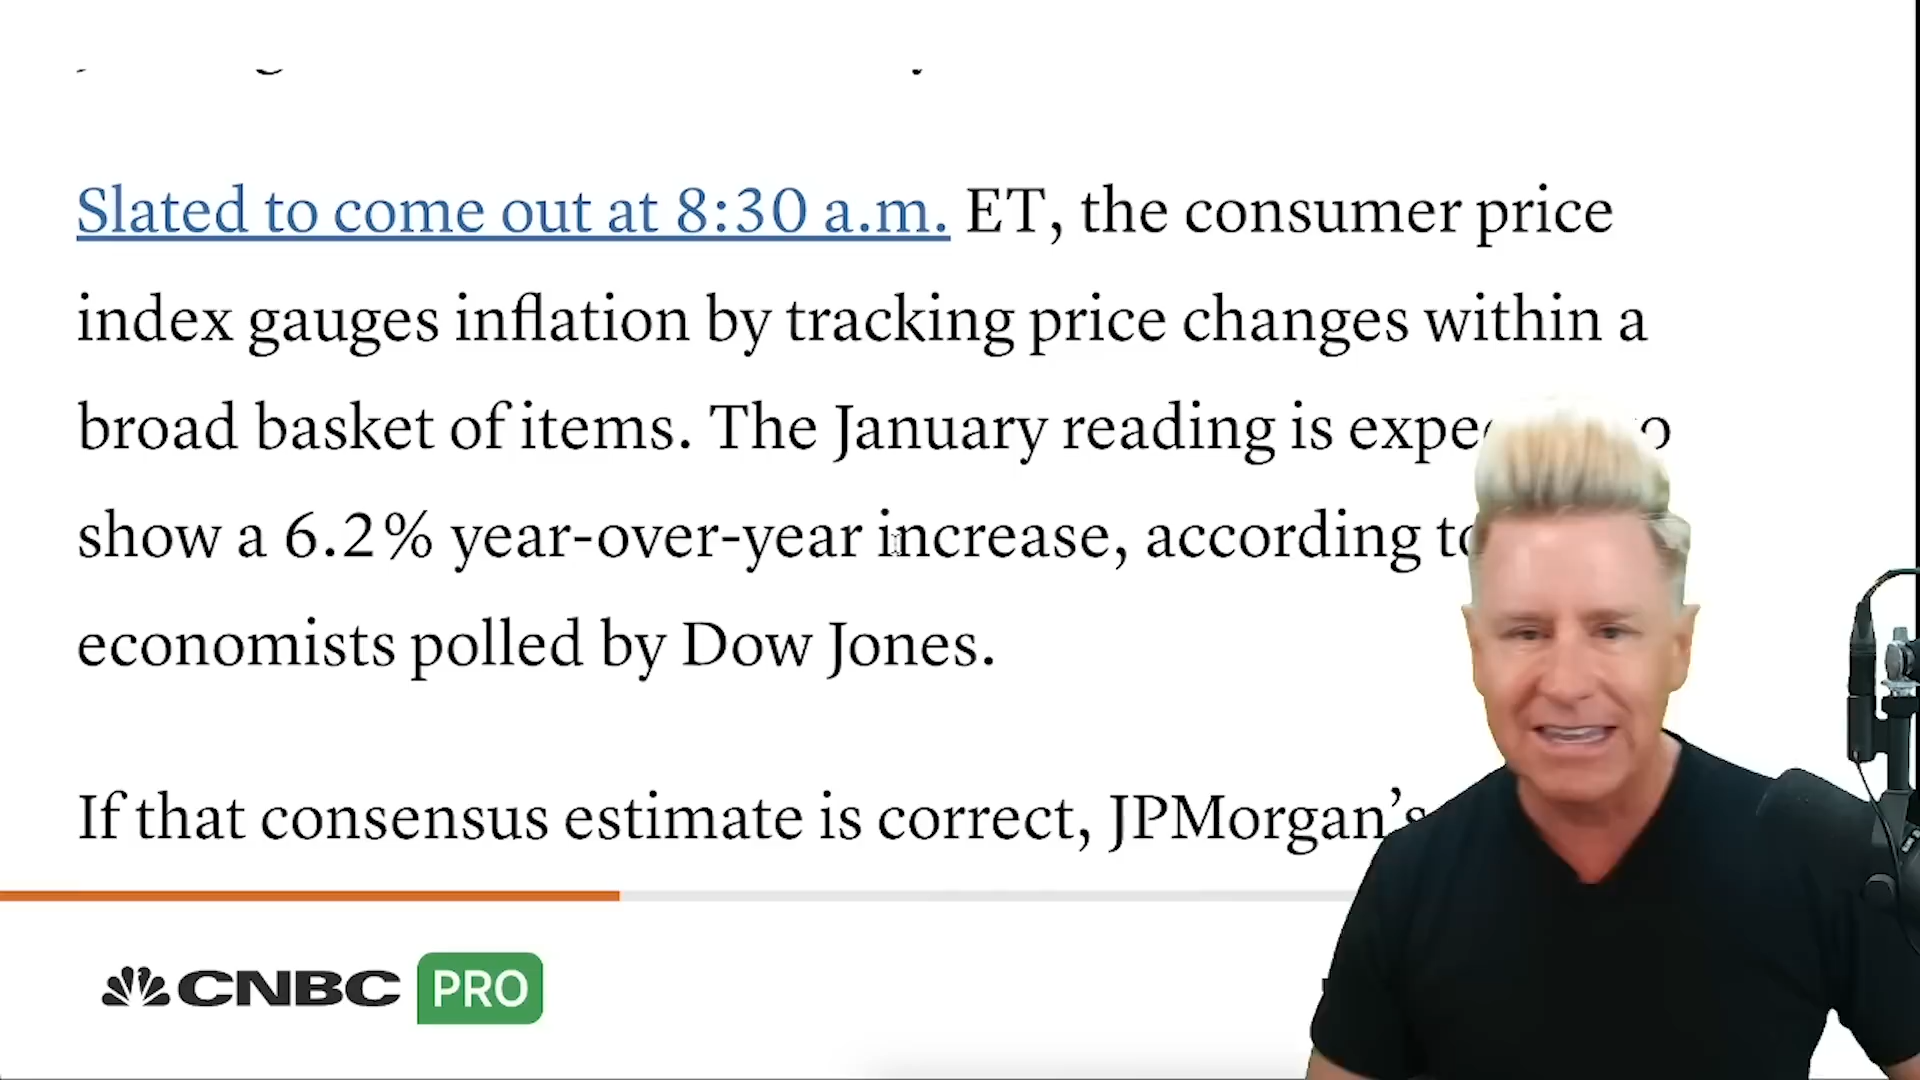 Slated to come out at 8:30 a.m. ET, the consumer price
index gauges inflation by tracking price changes within a
broad basket of items. The January reading is
show a 6.2% year-over-year increase, according
economists polled by Dow Jones.
If that consensus estimate is correct, JPMorgan's
CNBC PRO